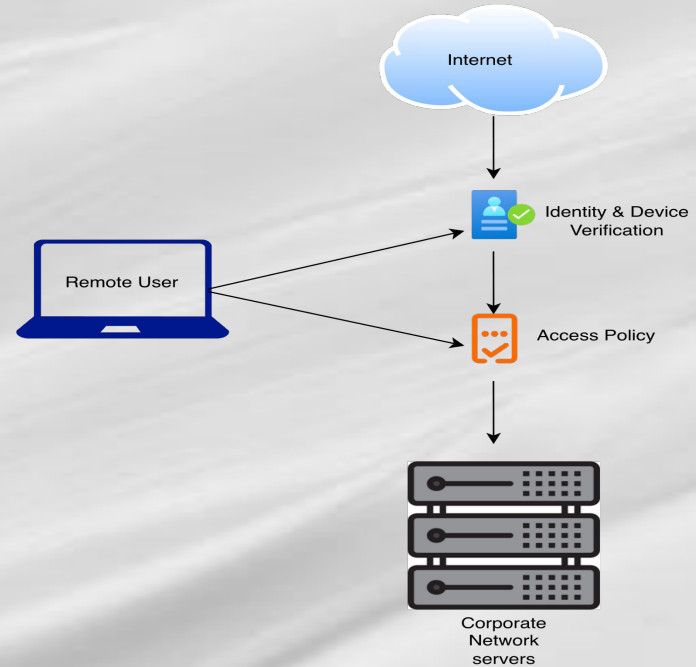 Internet
Identity & Device
Verification
Remote User
Access Policy
Corporate
Network
servers